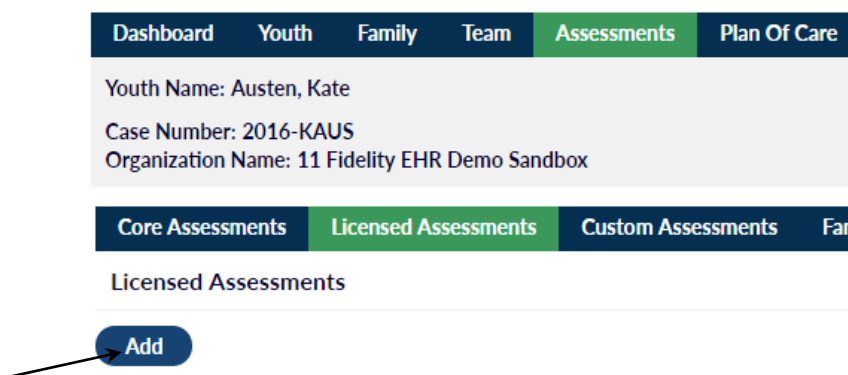 Dashboard Youth Family Team Assessments Plan Of Care
Youth Name: Austen, Kate
Case Number: 2016-KAUS
Organization Name: 11 Fidelity EHR Demo Sandbox
Core Assessments Licensed Assessments Custom Assessments
Licensed Assessments
Add